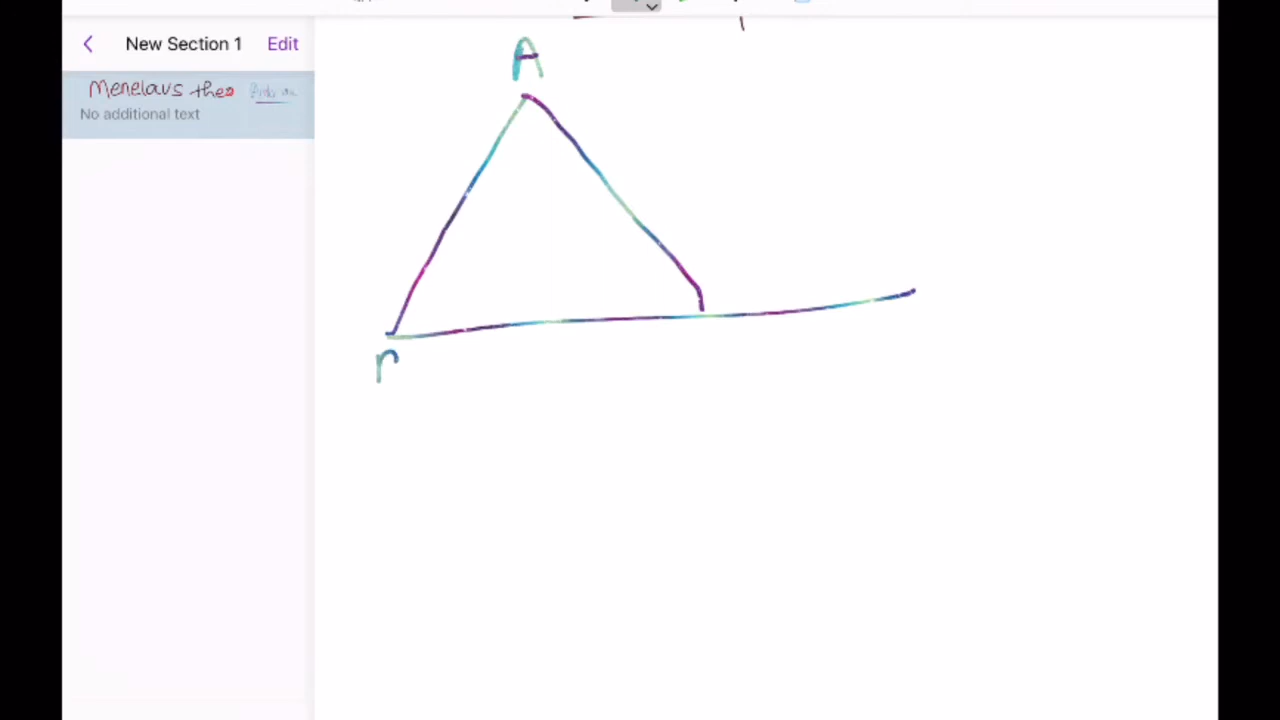 New Section 1 Edit
Menelaus theo
No additional text
A
r